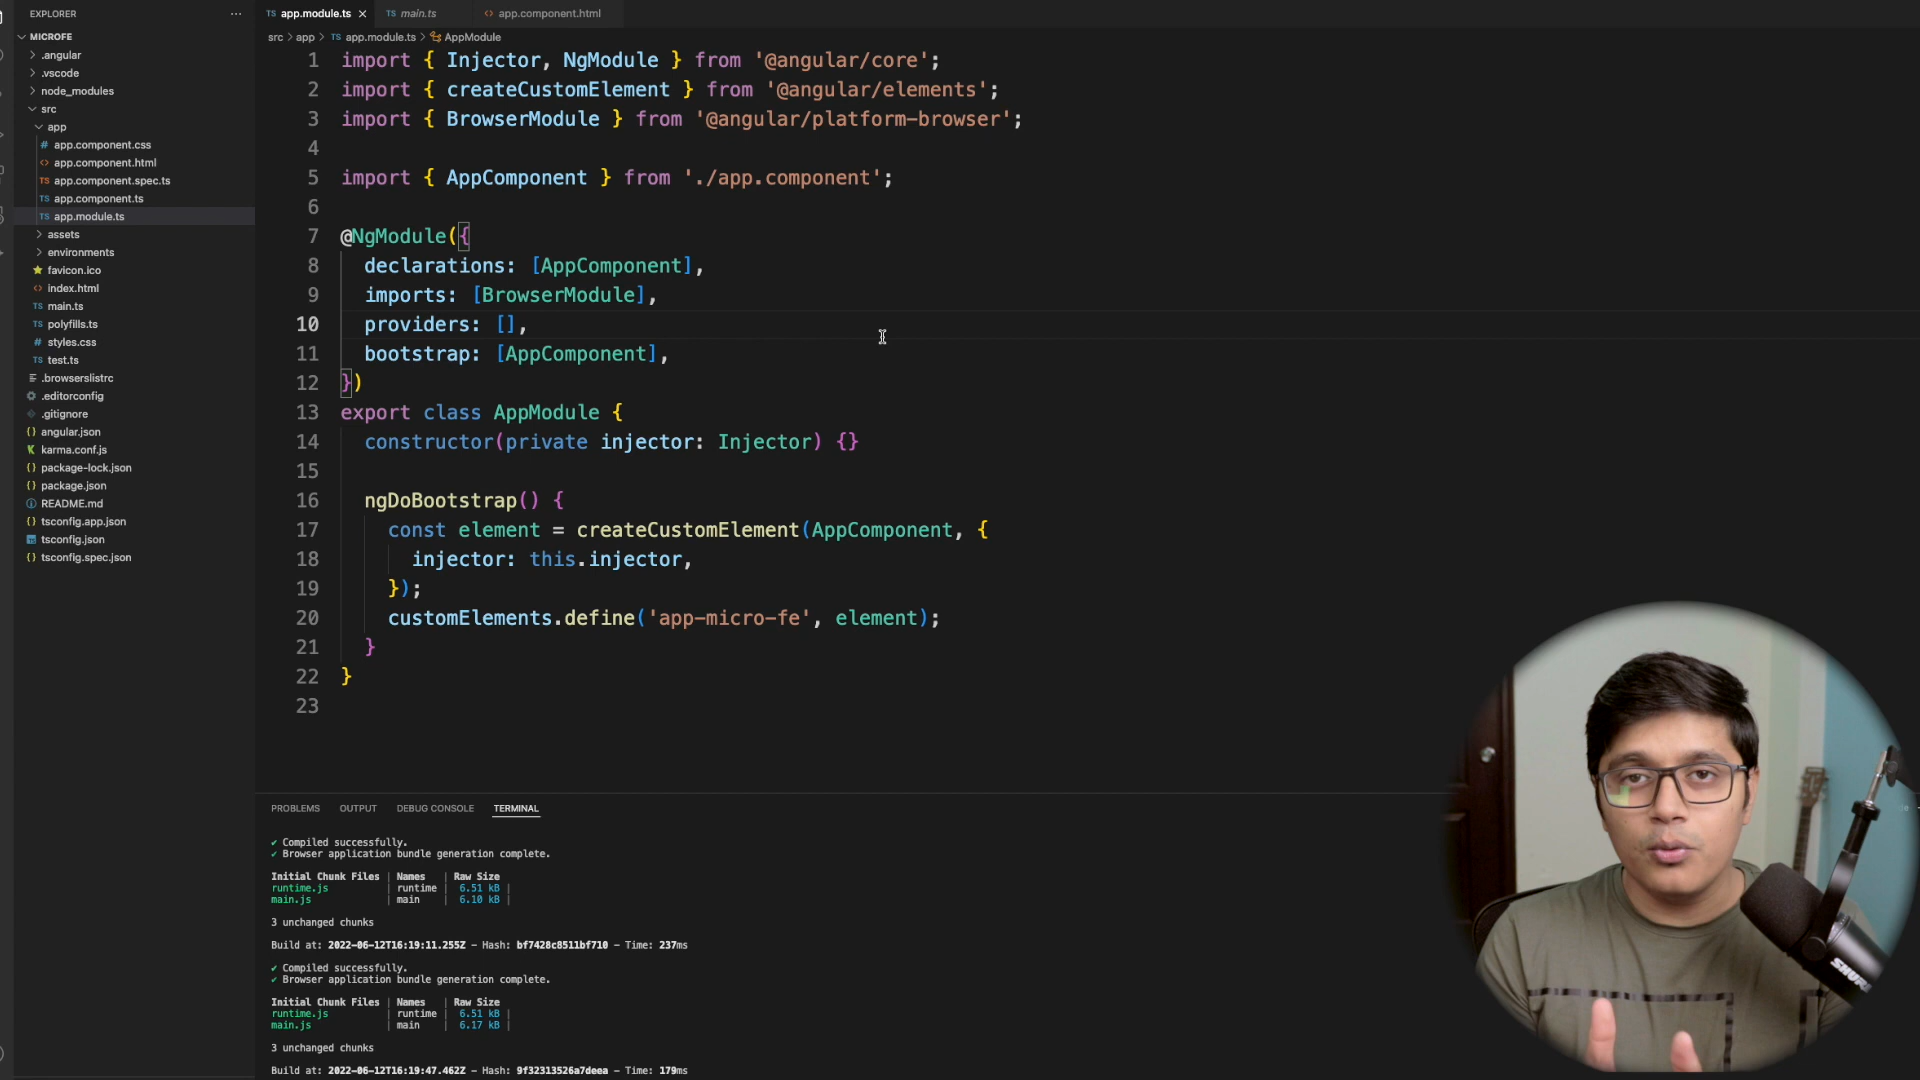 EXPLORER ...
MICROFE
.angular
.vscode
node_modules
src
app
# app.component.css
<> app.component.html
TS app.component.spec.ts
TS app.component.ts
TS app.module.ts
assets
environments
favicon.ico
<> index.html
TS main.ts
TS polyfills.ts
# styles.css
TS test.ts
.browserslistrc
.editorconfig
.gitignore
{} angular.json
K karma.conf.js
{} package-lock.json
{} package.json
README.md
{} tsconfig.app.json
tsconfig.json
{} tsconfig.spec.json
TS app.module.ts × TS main.ts <> app.component.html
src > app > TS app.module.ts > AppModule
1 import { Injector, NgModule } from '@angular/core';
2 import { createCustomElement } from '@angular/elements';
3 import { BrowserModule } from '@angular/platform-browser';
4
5 import { AppComponent } from './app.component';
6
7 @NgModule({
8 declarations: [AppComponent],
9 imports: [BrowserModule],
10 providers: [],
11 bootstrap: [AppComponent],
12 })
13 export class AppModule {
14 constructor(private injector: Injector) {}
15
16 ngDoBootstrap() {
17 const element = createCustomElement(AppComponent, {
18 injector: this.injector,
19 });
20 customElements.define('app-micro-fe', element);
21 }
22 }
23
PROBLEMS OUTPUT DEBUG CONSOLE TERMINAL
✔ Compiled successfully.
✔ Browser application bundle generation complete.
Initial Chunk Files | Names | Raw Size
runtime.js | runtime | 6.51 kB |
main.js | main | 6.10 kB |
3 unchanged chunks
Build at: 2022-06-12T16:19:11.255Z - Hash: bf7428c8511bf710 - Time: 237ms
✔ Compiled successfully.
✔ Browser application bundle generation complete.
Initial Chunk Files | Names | Raw Size
runtime.js | runtime | 6.51 kB |
main.js | main | 6.17 kB |
3 unchanged chunks
Build at: 2022-06-12T16:19:47.462Z - Hash: 9f32313526a7deea - Time: 179ms
SHURE